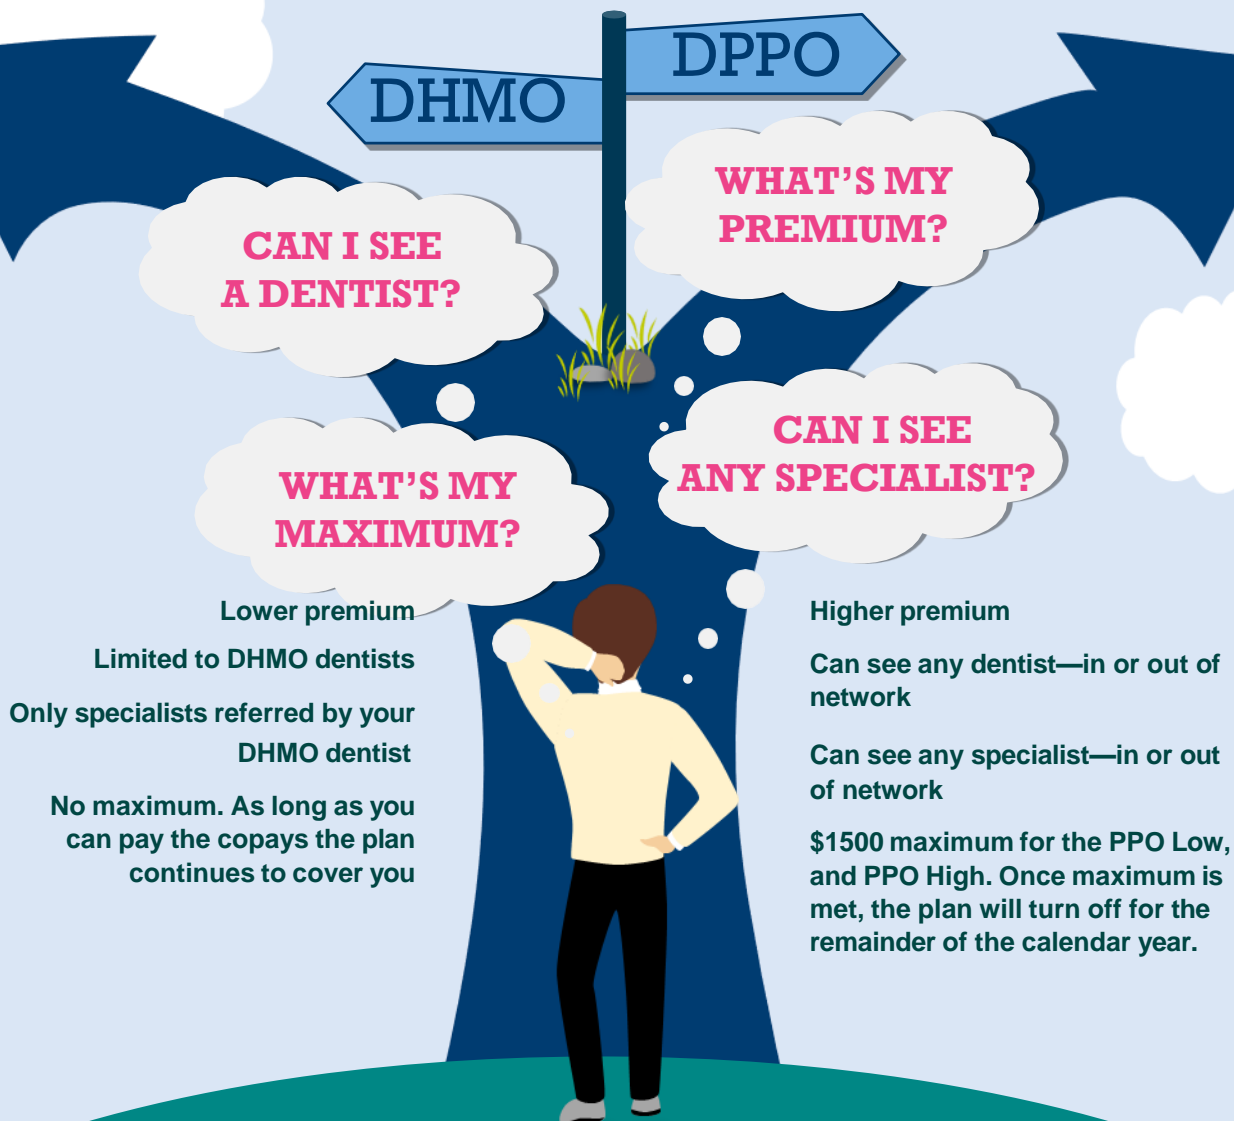 DHMO
DPPO
CAN I SEE
A DENTIST?
WHAT’S MY
PREMIUM?
WHAT’S MY
MAXIMUM?
CAN I SEE
ANY SPECIALIST?
Lower premium
Limited to DHMO dentists
Only specialists referred by your
DHMO dentist
No maximum. As long as you
can pay the copays the plan
continues to cover you
Higher premium
Can see any dentist—in or out of
network
Can see any specialist—in or out
of network
$1500 maximum for the PPO Low,
and PPO High. Once maximum is
met, the plan will turn off for the
remainder of the calendar year.